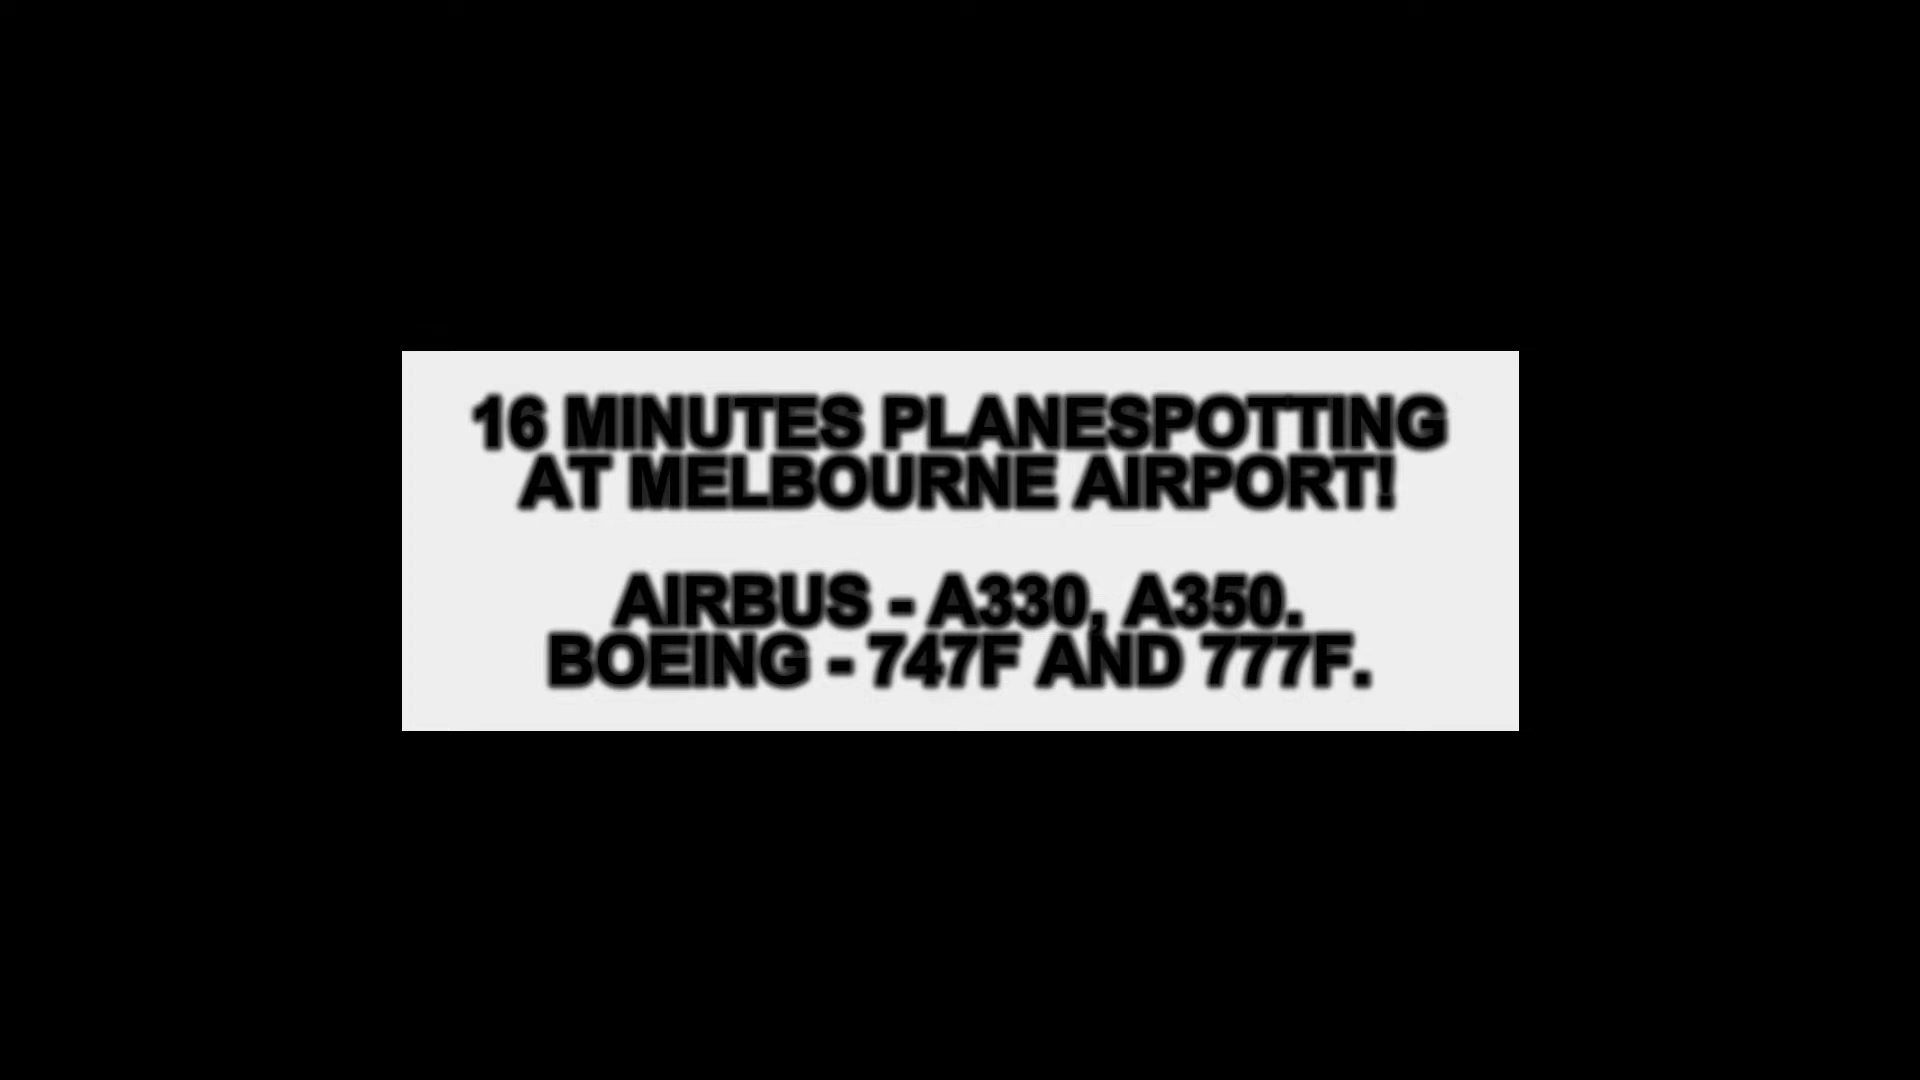 16 MINUTES PLANESPOTTING
AT MELBOURNE AIRPORT!
AIRBUS - A330, A350.
BOEING - 747F AND 777F.